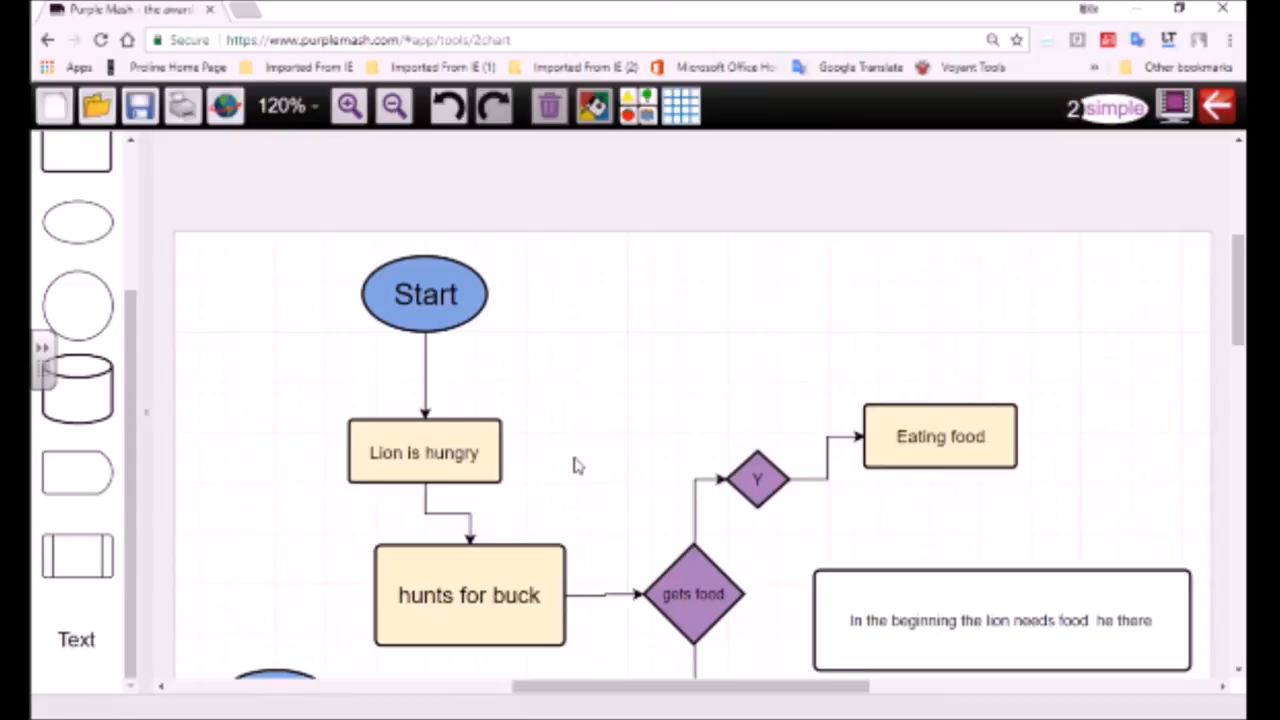 Purple Mash - the award
Secure
https://www.purplemash.com/#app/tools/2chart
Apps
Proline Home Page
Imported From IE
Imported From IE (1)
Imported From IE (2)
Microsoft Office Ho
Google Translate
LT
Voyant Tools
»
Other bookmarks
120%
2simple
Start
Lion is hungry
Eating food
Y
hunts for buck
gets food
In the beginning the lion needs food he there
Text